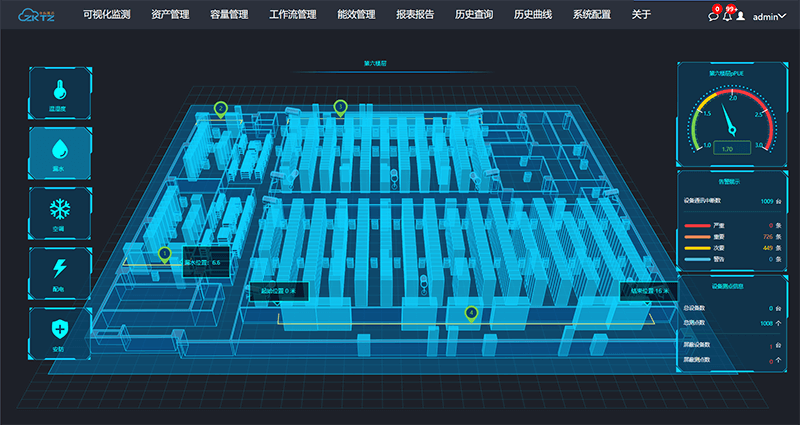 ZKTZ
可视化监测 资产管理 容量管理 工作流管理 能效管理 报表报告 历史查询 历史曲线 系统配置 关于
0 99+ admin
第六楼层
温湿度
漏水
空调
配电
安防
2
3
1
4
漏水位置：6.6
起始位置 0 米
结束位置 16 米
第六楼层pPUE
1.0 1.5 2.0 2.5 3.0
1.70
告警提示
设备通讯中断数 1009 台
严重 0 条
重要 726 条
次要 449 条
警告 0 条
设备测点信息
总设备数 0 台
总测点数 1008 个
屏蔽设备数 台
屏蔽测点数 0 个